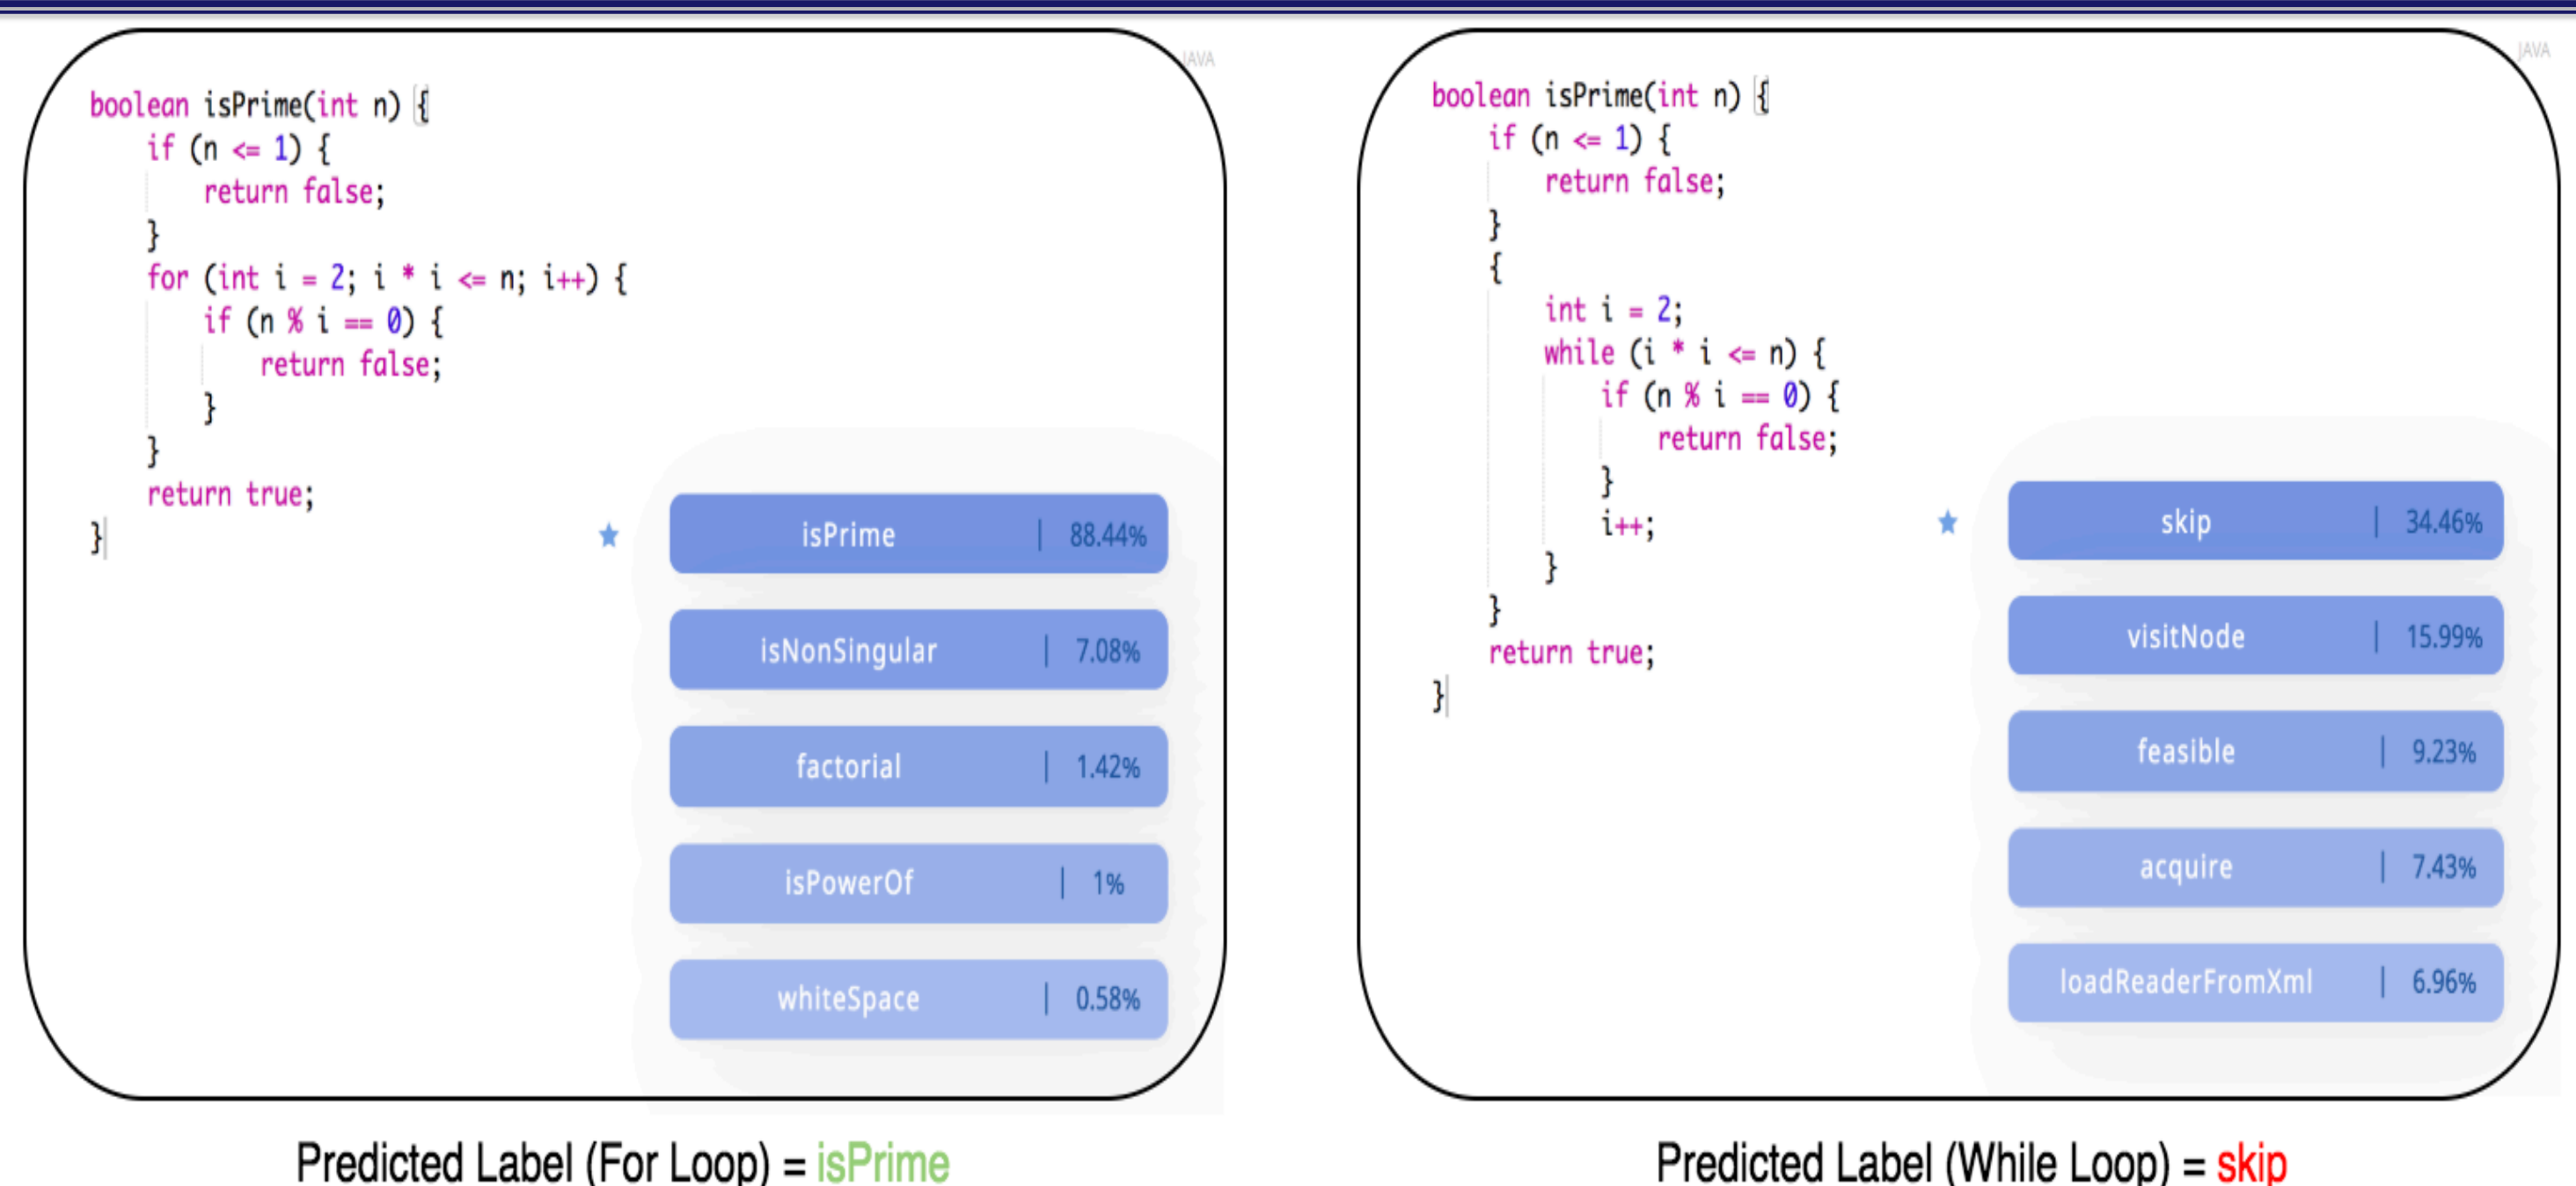 JAVA
boolean isPrime(int n) {
if (n <= 1) {
return false;
}
for (int i = 2; i * i <= n; i++) {
if (n % i == 0) {
return false;
}
}
return true;
}
isPrime | 88.44%
isNonSingular | 7.08%
factorial | 1.42%
isPowerOf | 1%
whiteSpace | 0.58%
Predicted Label (For Loop) = isPrime
JAVA
boolean isPrime(int n) {
if (n <= 1) {
return false;
}
{
int i = 2;
while (i * i <= n) {
if (n % i == 0) {
return false;
}
i++;
}
}
return true;
}
skip | 34.46%
visitNode | 15.99%
feasible | 9.23%
acquire | 7.43%
loadReaderFromXml | 6.96%
Predicted Label (While Loop) = skip